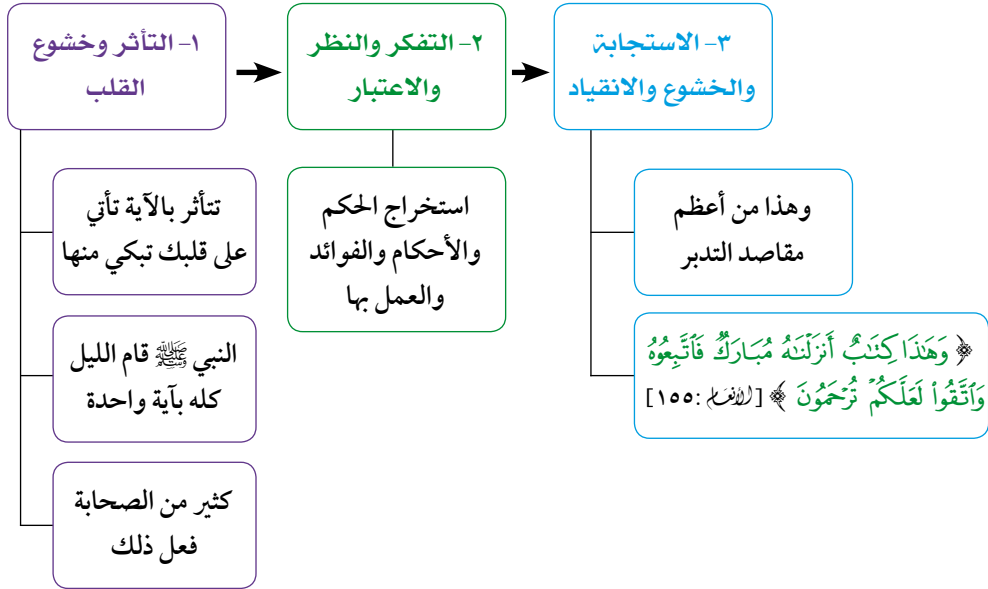 ١- التأثر وخشوع
القلب
تتأثر بالآية تأتي
على قلبك تبكي منها
النبي ﷺ قام الليل
كله بآية واحدة
كثير من الصحابة
فعل ذلك
٢- التفكر والنظر
والاعتبار
استخراج الحكم
والأحكام والفوائد
والعمل بها
٣- الاستجابة
والخشوع والانقياد
وهذا من أعظم
مقاصد التدبر
﴿ وَهَٰذَا كِتَٰبٌ أَنزَلْنَٰهُ مُبَارَكٌ فَٱتَّبِعُوهُ
وَٱتَّقُوا۟ لَعَلَّكُمْ تُرْحَمُونَ ﴾ [الأنعام: ١٥٥]